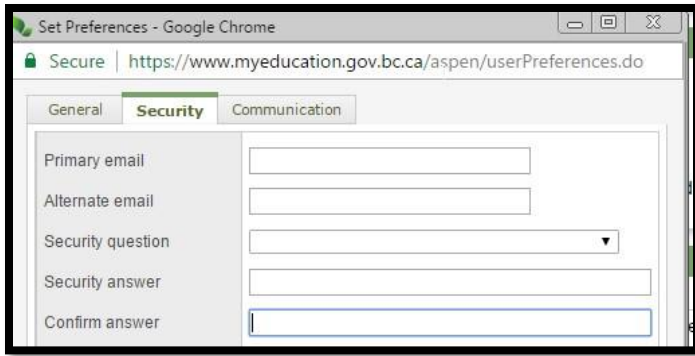 Set Preferences - Google Chrome
Secure | https://www.myeducation.gov.bc.ca/aspen/userPreferences.do
General Security Communication
Primary email
Alternate email
Security question
Security answer
Confirm answer